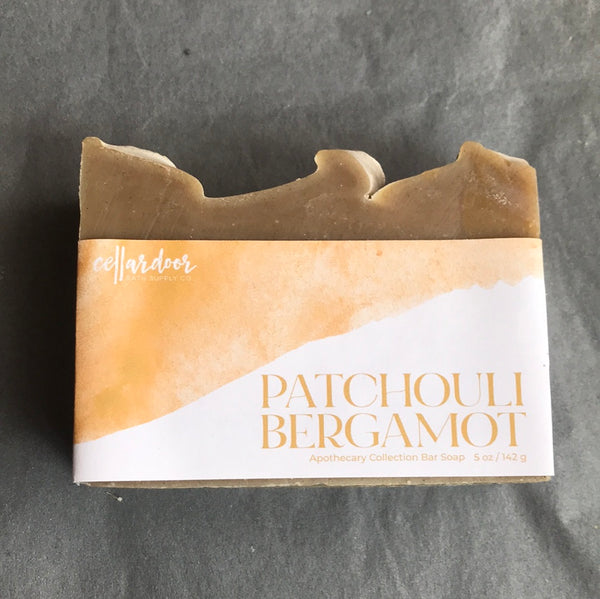 cellardoor
BATH SUPPLY CO
PATCHOULI
BERGAMOT
Apothecary Collection Bar Soap 5 oz / 142 g